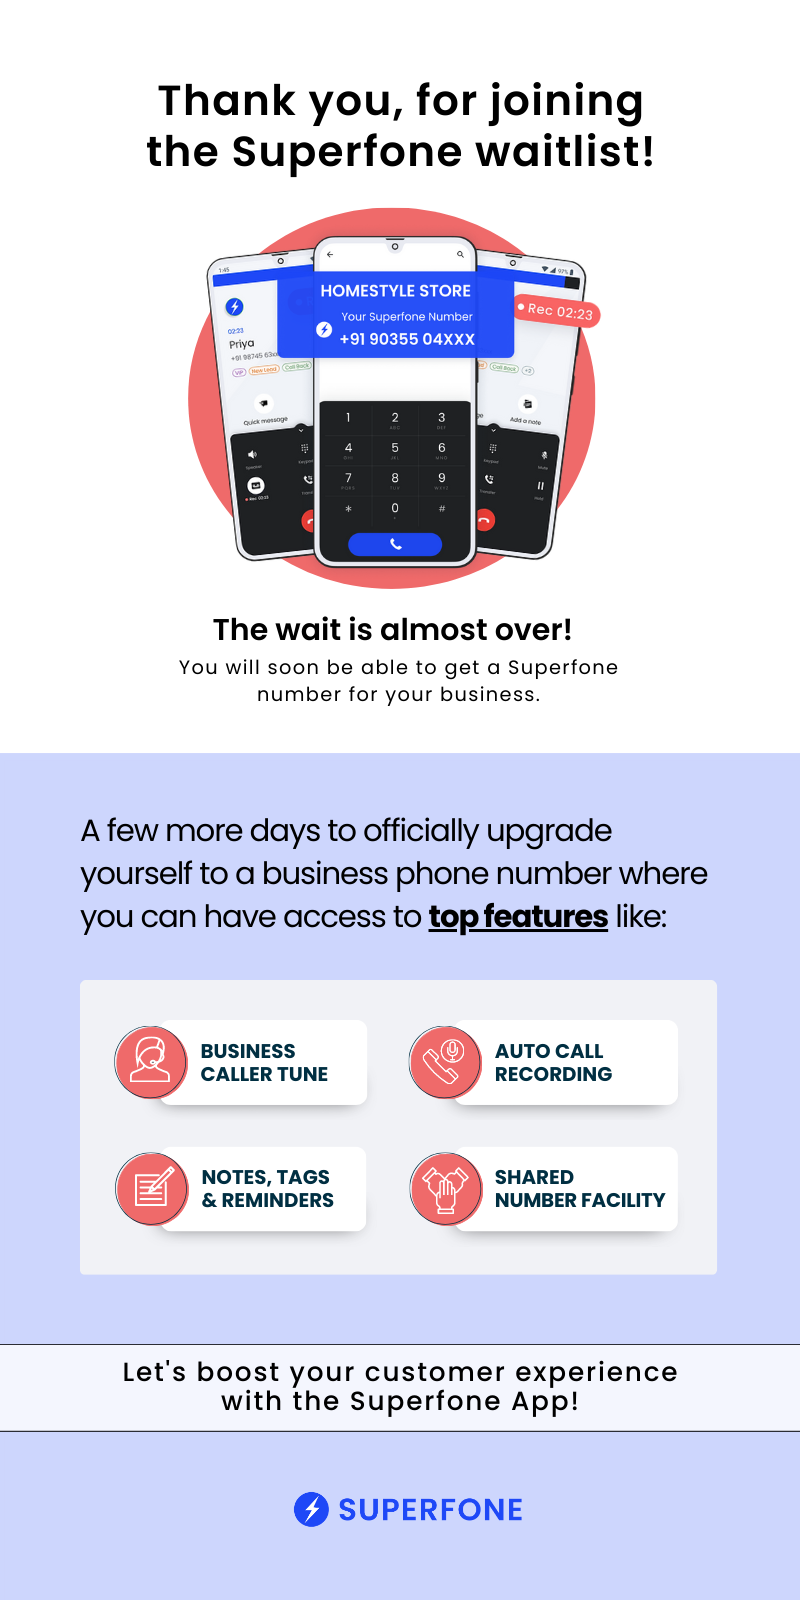 Thank you, for joining
the Superfone waitlist!
1:45
97%
HOMESTYLE STORE
Your Superfone Number
+91 90355 04XXX
Rec 02:23
02:23
Priya
+91 98745 63
VIP
New Lead
Call Back
Call Back
+2
Quick message
Add a note
1
2
ABC
3
DEF
4
GHI
5
JKL
6
MNO
7
PQRS
8
TUV
9
WXYZ
*
0
+
#
Speaker
Keypad
Mute
Rec 02:23
Transfer
Hold
The wait is almost over!
You will soon be able to get a Superfone
number for your business.
A few more days to officially upgrade
yourself to a business phone number where
you can have access to top features like:
BUSINESS
CALLER TUNE
AUTO CALL
RECORDING
NOTES, TAGS
& REMINDERS
SHARED
NUMBER FACILITY
Let's boost your customer experience
with the Superfone App!
SUPERFONE